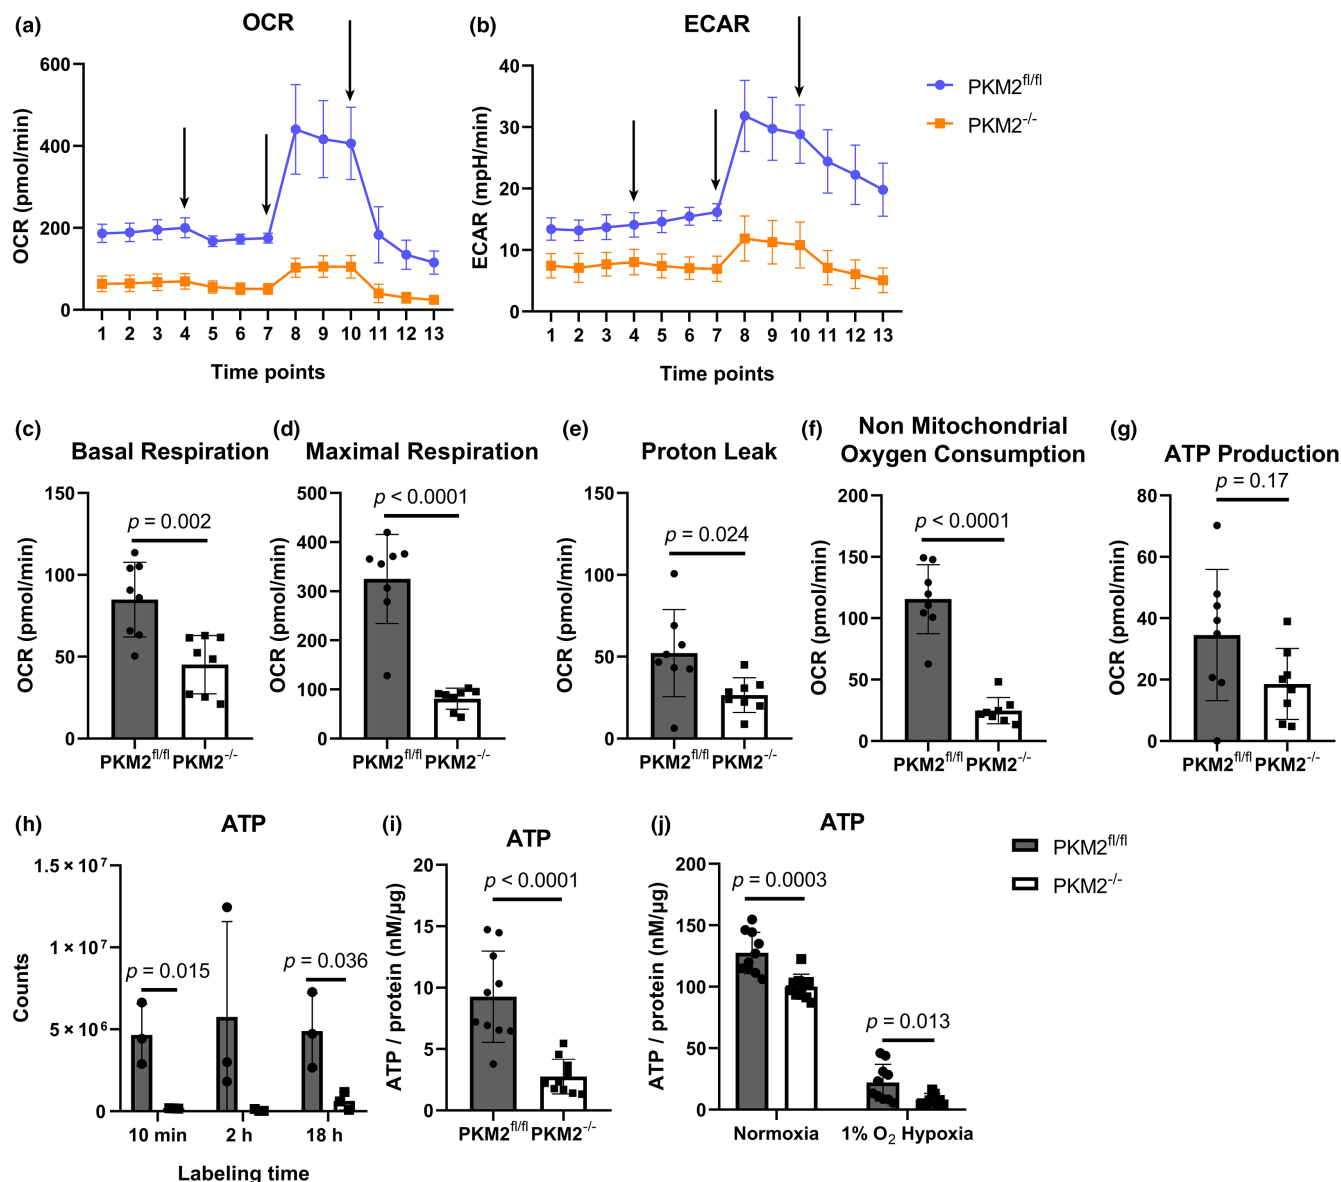 (a)
OCR
OCR (pmol/min)
600
400
200
0
1 2 3 4 5 6 7 8 9 10 11 12 13
Time points
(b)
ECAR
ECAR (mpH/min)
40
30
20
10
0
1 2 3 4 5 6 7 8 9 10 11 12 13
Time points
PKM2fl/fl
PKM2-/-
(c)
Basal Respiration
OCR (pmol/min)
150
100
50
0
p = 0.002
PKM2fl/fl PKM2-/-
(d)
Maximal Respiration
OCR (pmol/min)
500
400
300
200
100
0
p < 0.0001
PKM2fl/fl PKM2-/-
(e)
Proton Leak
OCR (pmol/min)
150
100
50
0
p = 0.024
PKM2fl/fl PKM2-/-
(f)
Non Mitochondrial
Oxygen Consumption
OCR (pmol/min)
200
150
100
50
0
p < 0.0001
PKM2fl/fl PKM2-/-
(g)
ATP Production
OCR (pmol/min)
80
60
40
20
0
p = 0.17
PKM2fl/fl PKM2-/-
(h)
ATP
Counts
1.5 × 10⁷
1 × 10⁷
5 × 10⁶
0
p = 0.015
p = 0.036
10 min 2 h 18 h
Labeling time
(i)
ATP
ATP / protein (nM/µg)
20
15
10
5
0
p < 0.0001
PKM2fl/fl PKM2-/-
(j)
ATP
ATP / protein (nM/µg)
200
150
100
50
0
p = 0.0003
p = 0.013
Normoxia 1% O₂ Hypoxia
PKM2fl/fl
PKM2-/-